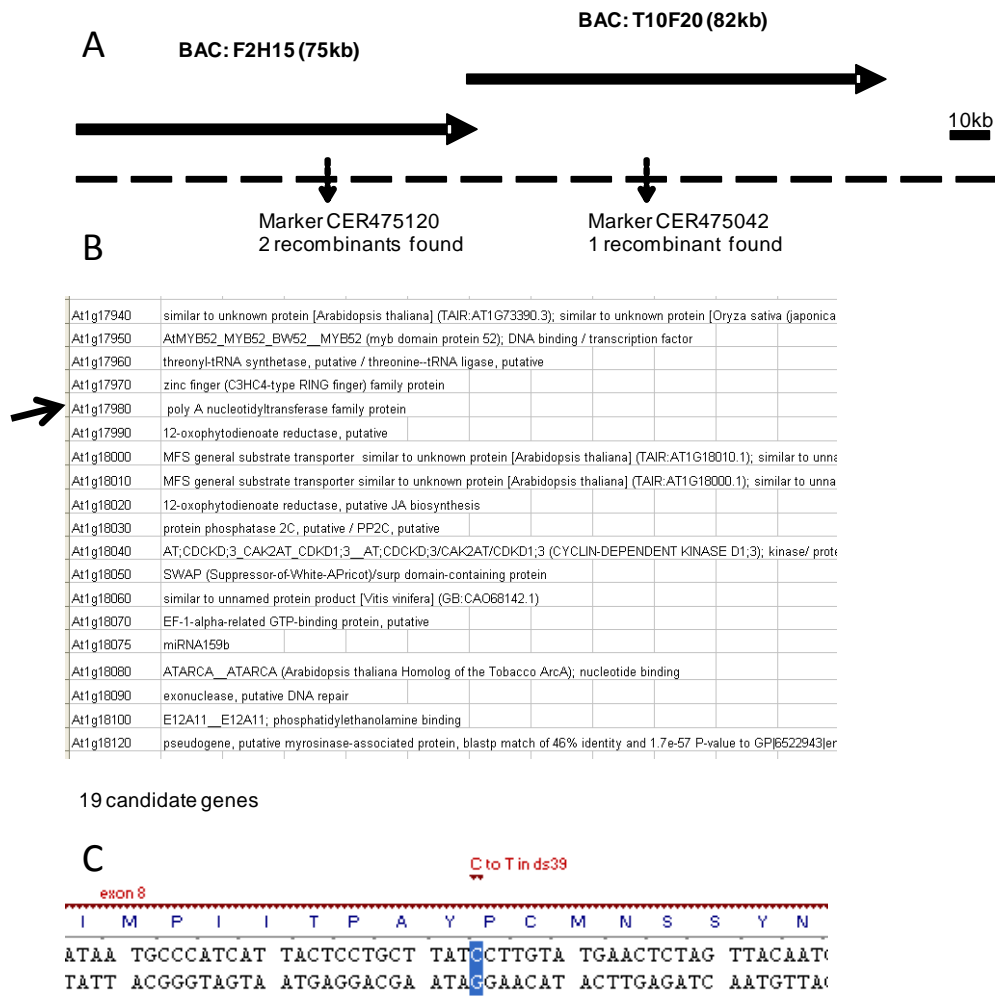 A
BAC: F2H15 (75kb)
BAC: T10F20 (82kb)
10kb
Marker CER475120
2 recombinants found
Marker CER475042
1 recombinant found
B
At1g17940 similar to unknown protein [Arabidopsis thaliana] (TAIR:AT1G73390.3); similar to unknown protein [Oryza sativa (japonica
At1g17950 AtMYB52_MYB52_BW52__MYB52 (myb domain protein 52); DNA binding / transcription factor
At1g17960 threonyl-tRNA synthetase, putative / threonine--tRNA ligase, putative
At1g17970 zinc finger (C3HC4-type RING finger) family protein
At1g17980 poly A nucleotidyltransferase family protein
At1g17990 12-oxophytodienoate reductase, putative
At1g18000 MFS general substrate transporter similar to unknown protein [Arabidopsis thaliana] (TAIR:AT1G18010.1); similar to unna
At1g18010 MFS general substrate transporter similar to unknown protein [Arabidopsis thaliana] (TAIR:AT1G18000.1); similar to unna
At1g18020 12-oxophytodienoate reductase, putative JA biosynthesis
At1g18030 protein phosphatase 2C, putative / PP2C, putative
At1g18040 AT;CDCKD;3_CAK2AT_CDKD1;3__AT;CDCKD;3/CAK2AT/CDKD1;3 (CYCLIN-DEPENDENT KINASE D1;3); kinase/ prote
At1g18050 SWAP (Suppressor-of-White-APricot)/surp domain-containing protein
At1g18060 similar to unnamed protein product [Vitis vinifera] (GB:CAO68142.1)
At1g18070 EF-1-alpha-related GTP-binding protein, putative
At1g18075 miRNA159b
At1g18080 ATARCA__ATARCA (Arabidopsis thaliana Homolog of the Tobacco ArcA); nucleotide binding
At1g18090 exonuclease, putative DNA repair
At1g18100 E12A11__E12A11; phosphatidylethanolamine binding
At1g18120 pseudogene, putative myrosinase-associated protein, blastp match of 46% identity and 1.7e-57 P-value to GP|6522943|en
19 candidate genes
C
C to T in ds39
exon 8
I M P I I T P A Y P C M N S S Y N
ATAA TGCCCATCAT TACTCCTGCT TATCCTTGTA TGAACTCTAG TTACAATG
TATT ACGGGTAGTA ATGAGGACGA ATAGGAACAT ACTTGAGATC AATGTTAC